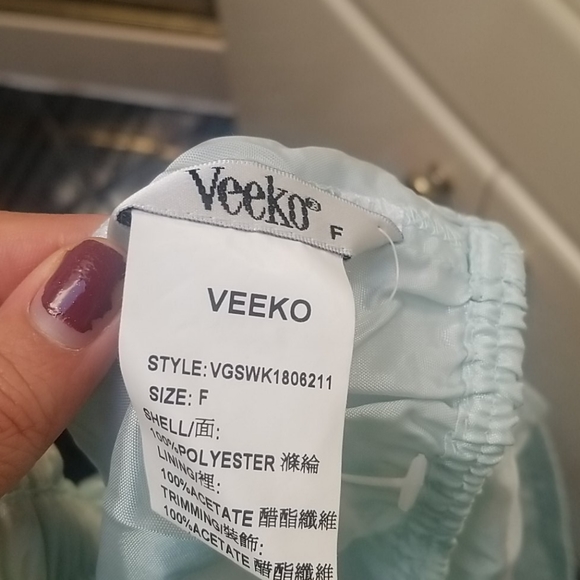 Veeko® F
VEEKO
STYLE:VGSWK1806211
SIZE: F
SHELL/面:
100%POLYESTER 滌綸
LINING/裡:
100%ACETATE 醋酯纖維
TRIMMING/裝飾:
100%ACETATE 醋酯纖維